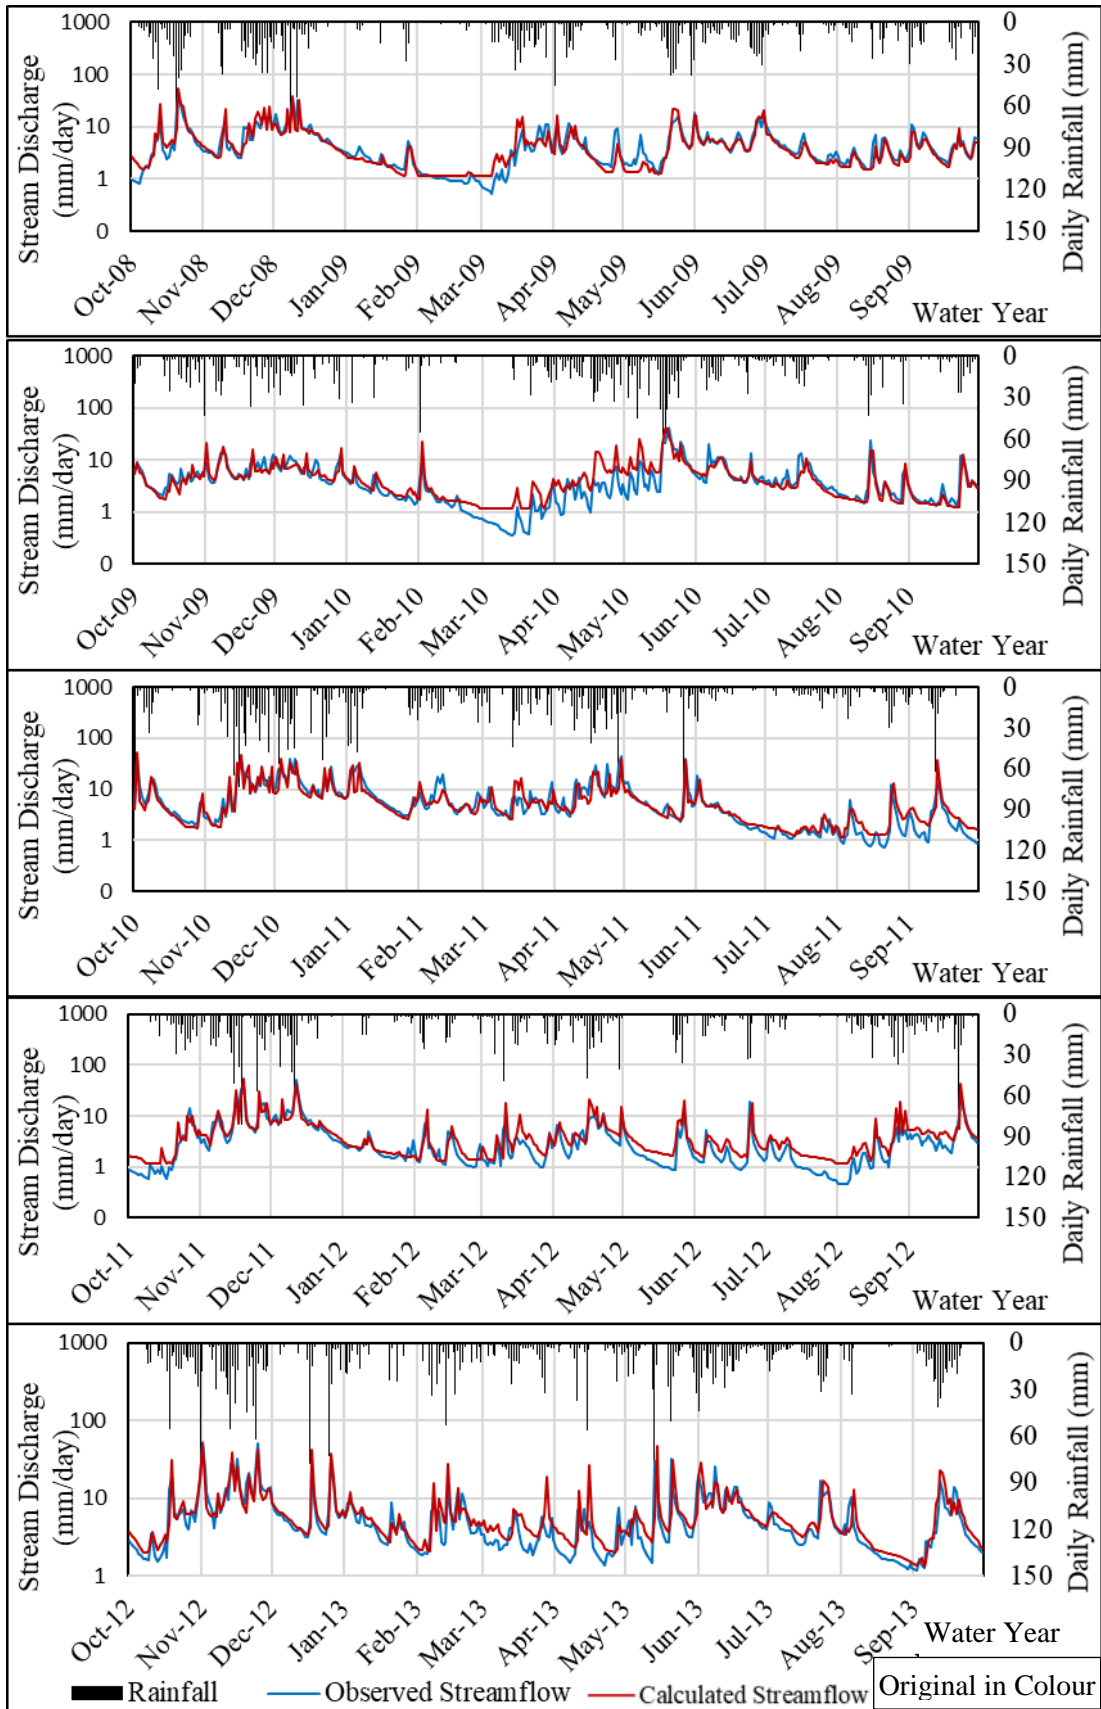 Stream Discharge
(mm/day)
1000
100
10
1
0
0
30
60
90
120
150
Daily Rainfall (mm)
Oct-08
Nov-08
Dec-08
Jan-09
Feb-09
Mar-09
Apr-09
May-09
Jun-09
Jul-09
Aug-09
Sep-09
Water Year
Stream Discharge
(mm/day)
1000
100
10
1
0
0
30
60
90
120
150
Daily Rainfall (mm)
Oct-09
Nov-09
Dec-09
Jan-10
Feb-10
Mar-10
Apr-10
May-10
Jun-10
Jul-10
Aug-10
Sep-10
Water Year
Stream Discharge
(mm/day)
1000
100
10
1
0
0
30
60
90
120
150
Daily Rainfall (mm)
Oct-10
Nov-10
Dec-10
Jan-11
Feb-11
Mar-11
Apr-11
May-11
Jun-11
Jul-11
Aug-11
Sep-11
Water Year
Stream Discharge
(mm/day)
1000
100
10
1
0
0
30
60
90
120
150
Daily Rainfall (mm)
Oct-11
Nov-11
Dec-11
Jan-12
Feb-12
Mar-12
Apr-12
May-12
Jun-12
Jul-12
Aug-12
Sep-12
Water Year
Stream Discharge
(mm/day)
1000
100
10
1
0
30
60
90
120
150
Daily Rainfall (mm)
Oct-12
Nov-12
Dec-12
Jan-13
Feb-13
Mar-13
Apr-13
May-13
Jun-13
Jul-13
Aug-13
Sep-13
Water Year
Rainfall
Observed Streamflow
Calculated Streamflow
Original in Colour